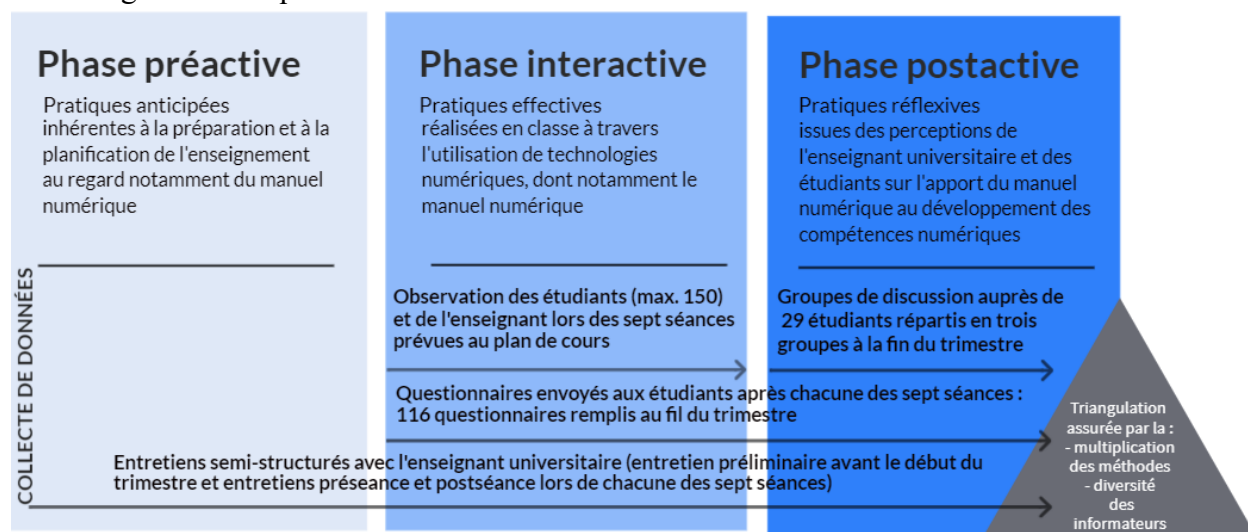 Phase préactive
Pratiques anticipées
inhérentes à la préparation et à la
planification de l'enseignement
au regard notamment du manuel
numérique
Phase interactive
Pratiques effectives
réalisées en classe à travers
l'utilisation de technologies
numériques, dont notamment le
manuel numérique
Phase postactive
Pratiques réflexives
issues des perceptions de
l'enseignant universitaire et des
étudiants sur l'apport du manuel
numérique au développement des
compétences numériques
COLLECTE DE DONNÉES
Observation des étudiants (max. 150)
et de l'enseignant lors des sept séances
prévues au plan de cours
Groupes de discussion auprès de
29 étudiants répartis en trois
groupes à la fin du trimestre
Questionnaires envoyés aux étudiants après chacune des sept séances :
116 questionnaires remplis au fil du trimestre
Entretiens semi-structurés avec l'enseignant universitaire (entretien préliminaire avant le début du
trimestre et entretiens préséance et postséance lors de chacune des sept séances)
Triangulation
assurée par la :
- multiplication
des méthodes
- diversité
des
informateurs